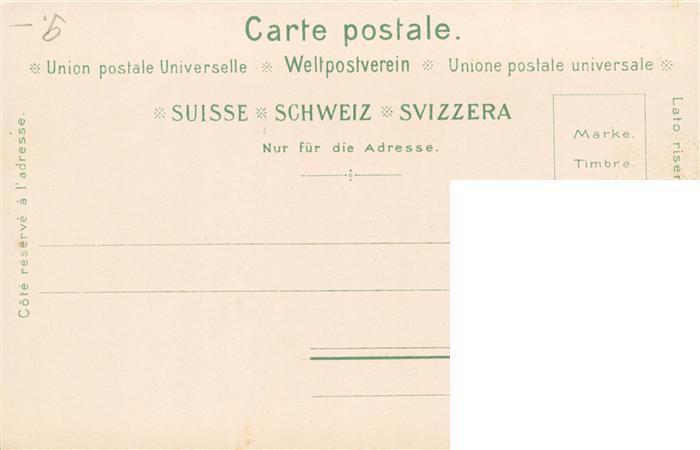 Carte postale.
※ Union postale Universelle ※ Weltpostverein ※ Unione postale universale ※
※ SUISSE ※ SCHWEIZ ※ SVIZZERA
Nur für die Adresse.
Marke.
Timbre.
Côté réservé à l'adresse.
Lato